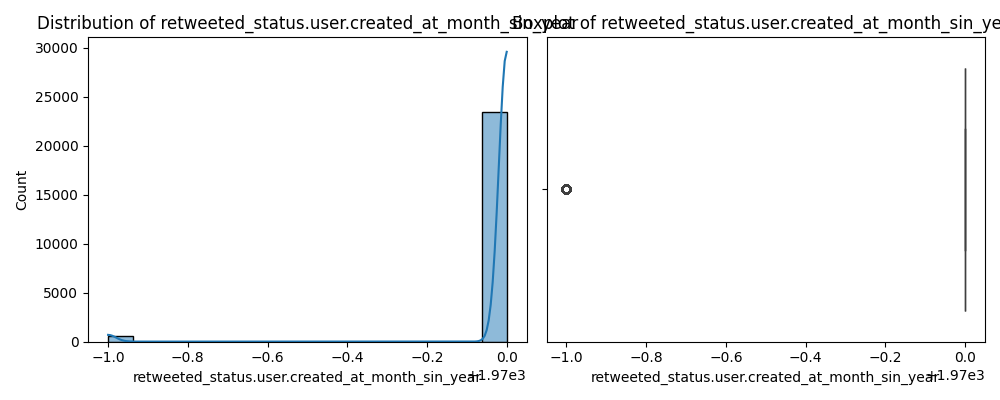 Distribution of retweeted_status.user.created_at_month_sin_year
Boxplot of retweeted_status.user.created_at_month_sin_ye
30000
25000
20000
15000
10000
5000
0
Count
−1.0 −0.8 −0.6 −0.4 −0.2 0.0
retweeted_status.user.created_at_month_sin_year
+1.97e3
−1.0 −0.8 −0.6 −0.4 −0.2 0.0
retweeted_status.user.created_at_month_sin_year
+1.97e3